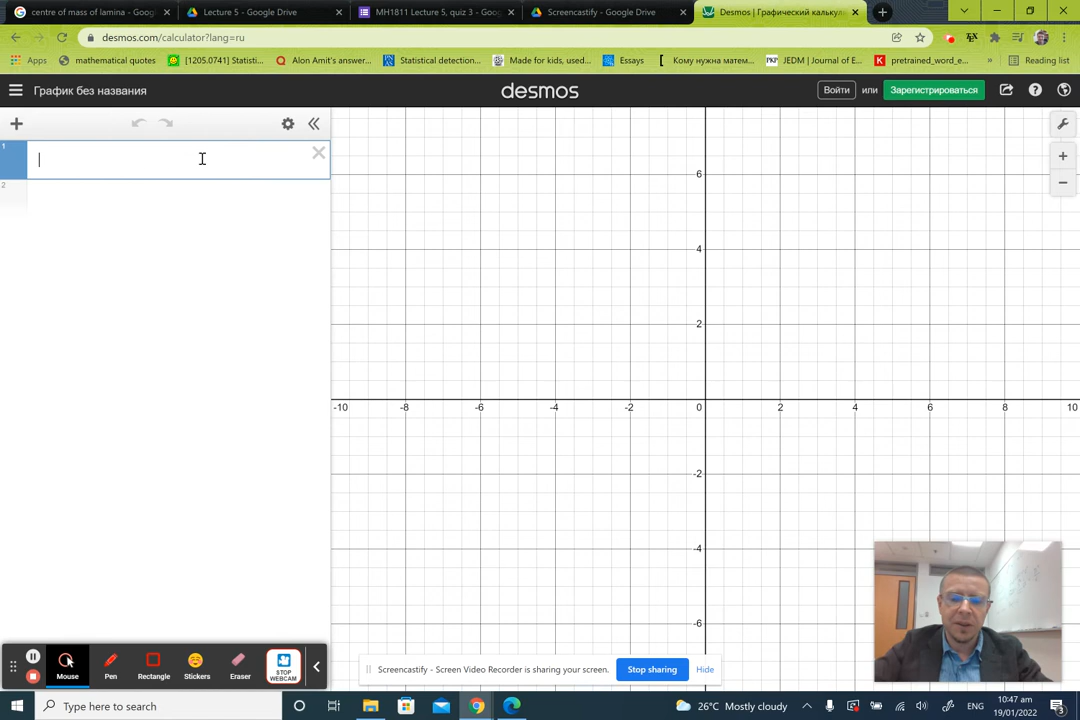 centre of mass of lamina - Goog
Lecture 5 - Google Drive
MH1811 Lecture 5, quiz 3 - Goo
Screencastify - Google Drive
Desmos | Графический калькул
desmos.com/calculator?lang=ru
Apps
mathematical quotes
[1205.0741] Statisti...
Alon Amit's answer...
Statistical detection...
Made for kids, used...
Essays
Кому нужна матем...
JEDM | Journal of E...
pretrained_word_e...
»
Reading list
График без названия
desmos
Войти
или
Зарегистрироваться
1
2
6
4
2
-10
-8
-6
-4
-2
0
2
4
6
8
10
-2
-4
-6
Mouse
Pen
Rectangle
Stickers
Eraser
STOP
WEBCAM
Screencastify - Screen Video Recorder is sharing your screen.
Stop sharing
Hide
Type here to search
26°C Mostly cloudy
ENG
10:47 am
19/01/2022
3